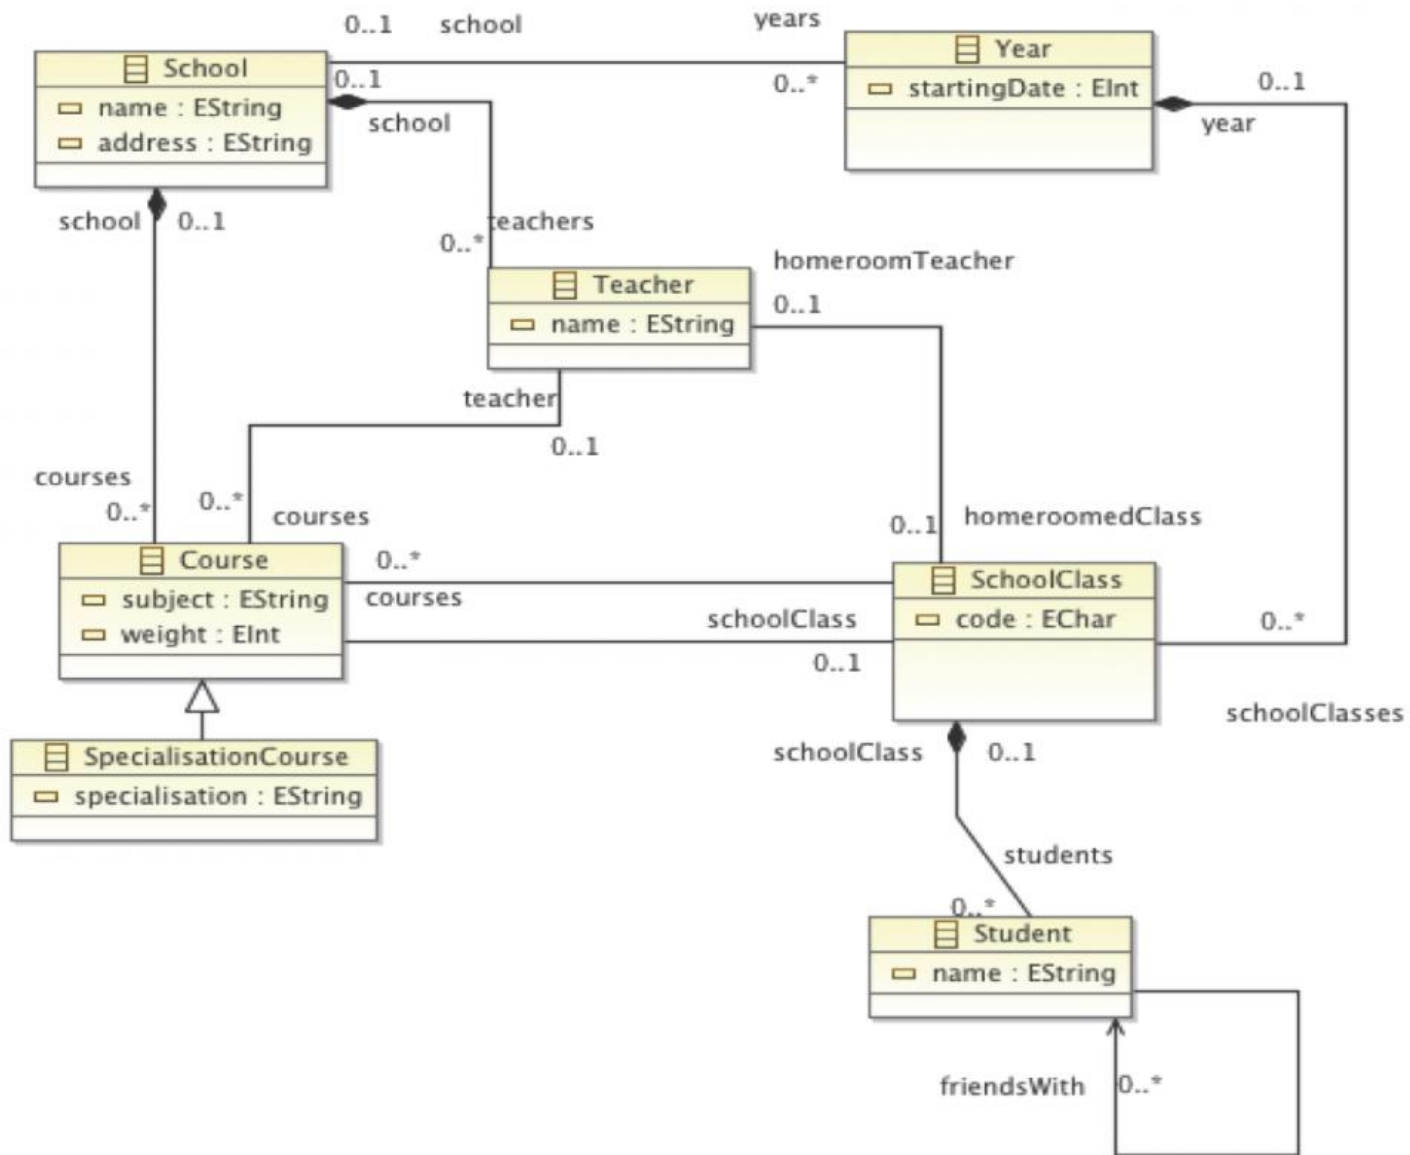 0..1 school years
School
name : EString
address : EString
0..1
school
0..*
Year
startingDate : EInt
0..1
year
school 0..1
teachers
0..*
Teacher
name : EString
homeroomTeacher
0..1
teacher
0..1
courses
0..*
0..*
courses
0..1
homeroomedClass
Course
subject : EString
weight : EInt
0..*
courses
schoolClass
0..1
SchoolClass
code : EChar
0..*
schoolClasses
SpecialisationCourse
specialisation : EString
schoolClass 0..1
students
0..*
Student
name : EString
friendsWith 0..*